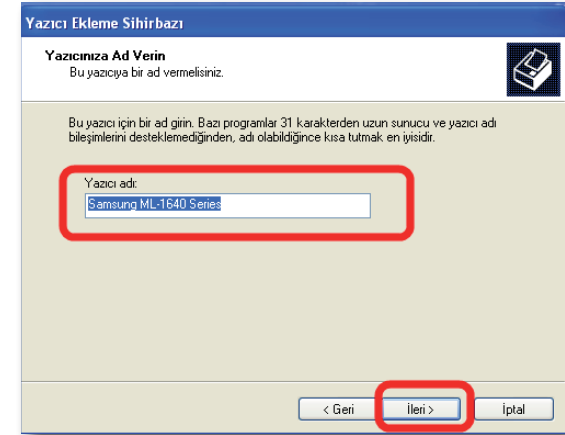 Yazıcı Ekleme Sihirbazı
Yazıcınıza Ad Verin
Bu yazıcıya bir ad vermelisiniz.
Bu yazıcı için bir ad girin. Bazı programlar 31 karakterden uzun sunucu ve yazıcı adı
bileşimlerini desteklemediğinden, adı olabildiğince kısa tutmak en iyisidir.
Yazıcı adı:
Samsung ML-1640 Series
< Geri İleri > İptal